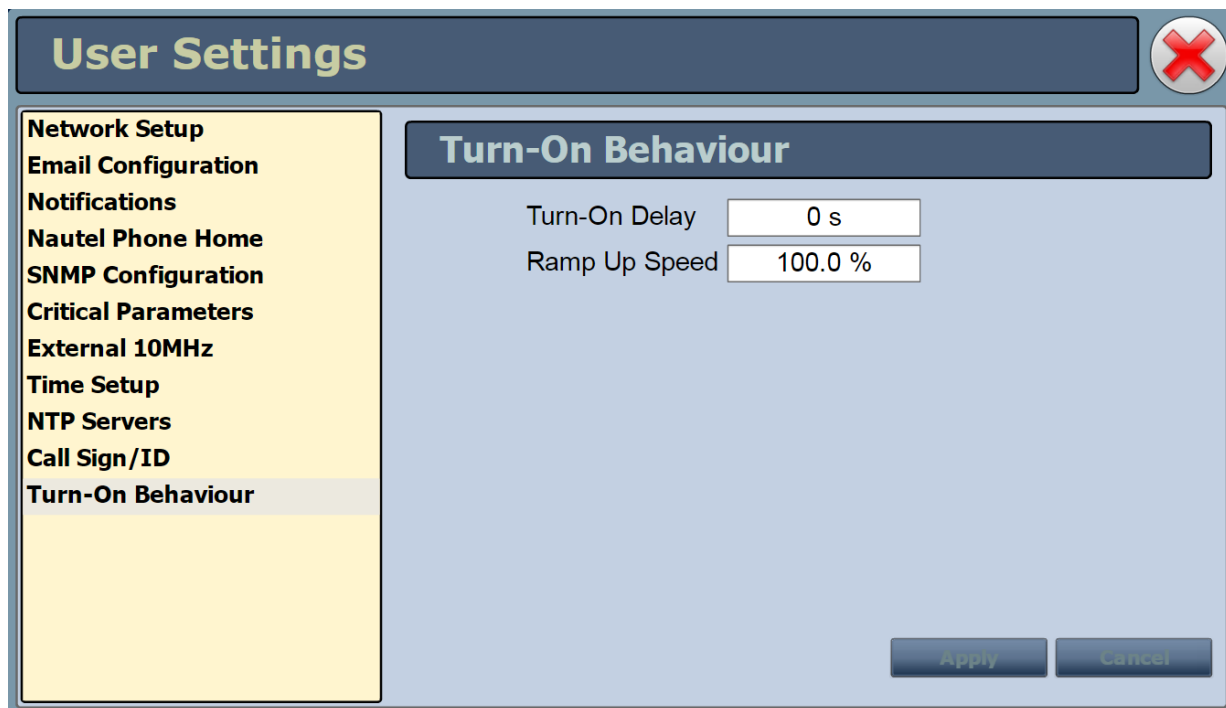 User Settings
Network Setup
Email Configuration
Notifications
Nautel Phone Home
SNMP Configuration
Critical Parameters
External 10MHz
Time Setup
NTP Servers
Call Sign/ID
Turn-On Behaviour
Turn-On Behaviour
Turn-On Delay 0 s
Ramp Up Speed 100.0 %
Apply Cancel